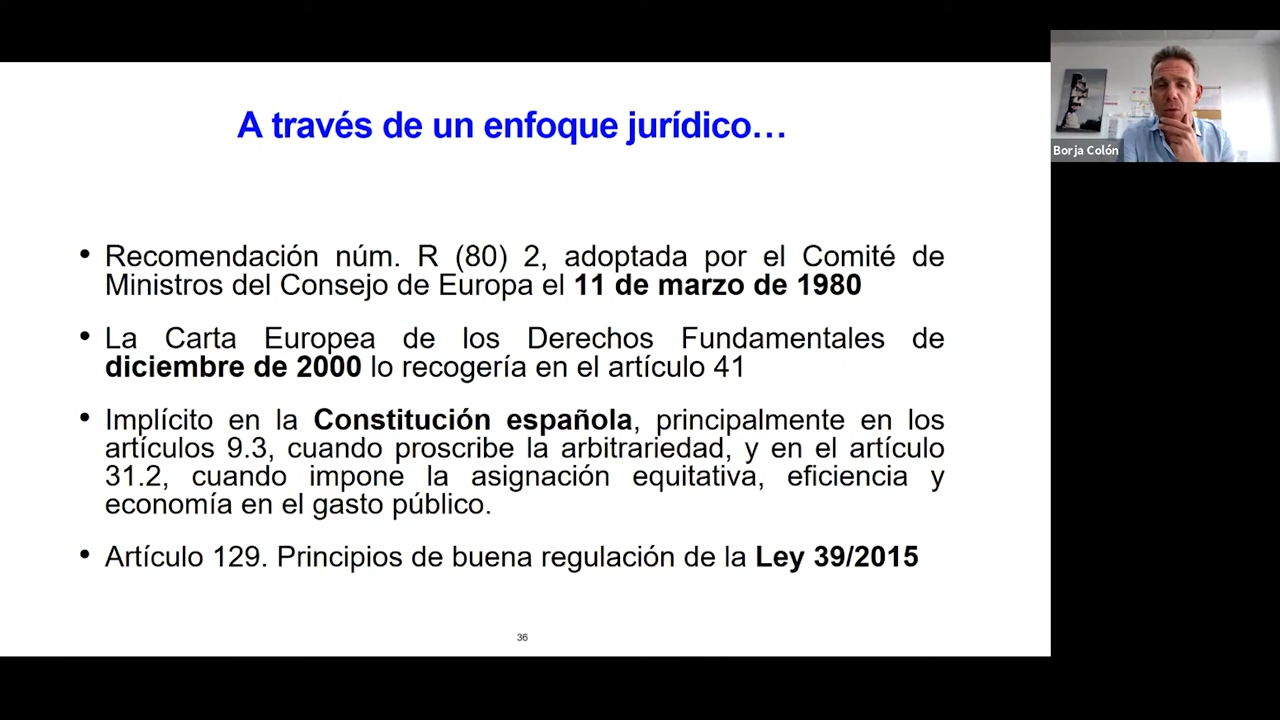 A través de un enfoque jurídico…
• Recomendación núm. R (80) 2, adoptada por el Comité de
Ministros del Consejo de Europa el 11 de marzo de 1980
• La Carta Europea de los Derechos Fundamentales de
diciembre de 2000 lo recogería en el artículo 41
• Implícito en la Constitución española, principalmente en los
artículos 9.3, cuando proscribe la arbitrariedad, y en el artículo
31.2, cuando impone la asignación equitativa, eficiencia y
economía en el gasto público.
• Artículo 129. Principios de buena regulación de la Ley 39/2015
36
Borja Colón